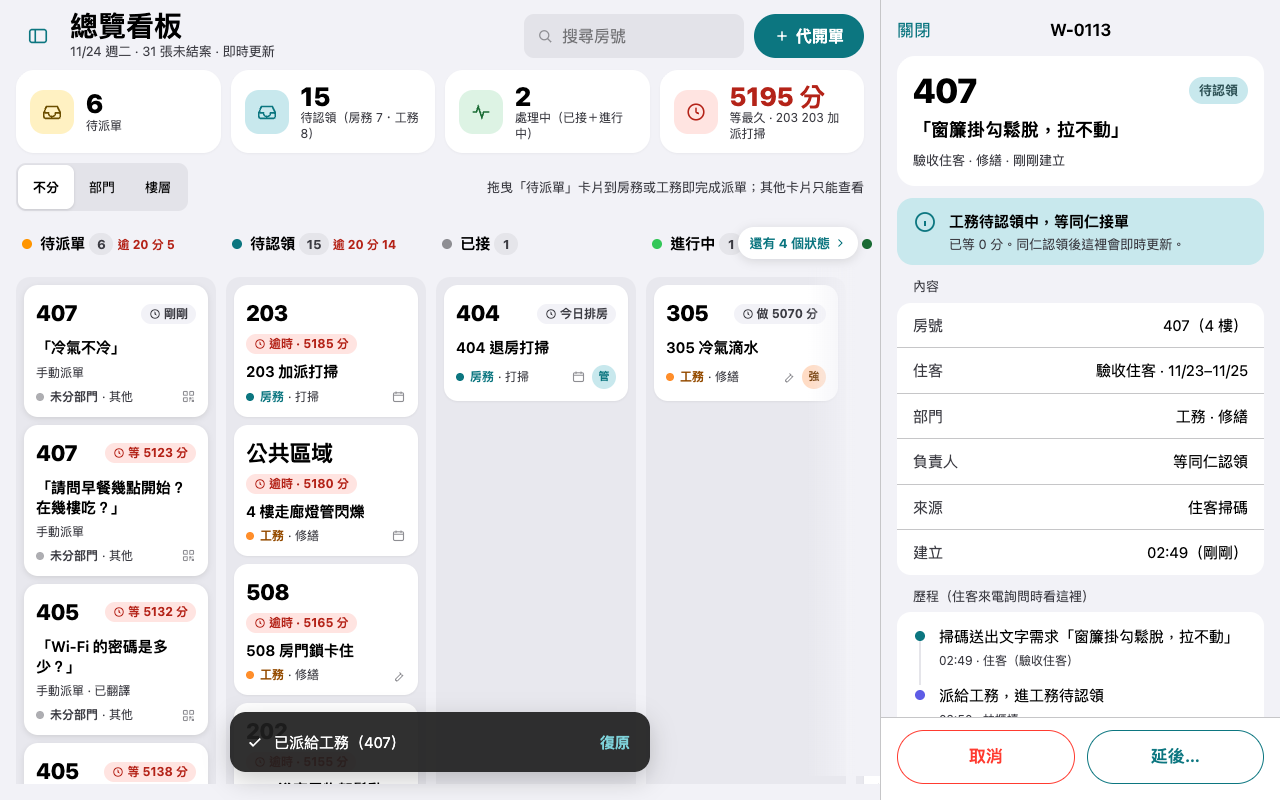 總覽看板
11/24 週二 · 31 張未結案 · 即時更新
搜尋房號
+ 代開單
6
待派單
15
待認領（房務 7 · 工務
8）
2
處理中（已接＋進行
中）
5195 分
等最久 · 203 203 加
派打掃
不分
部門
樓層
拖曳「待派單」卡片到房務或工務即完成派單；其他卡片只能查看
待派單 6 逾 20 分 5
待認領 15 逾 20 分 14
已接 1
進行中 1
還有 4 個狀態
407
剛剛
「冷氣不冷」
手動派單
未分部門 · 其他
407
等 5123 分
「請問早餐幾點開始？
在幾樓吃？」
手動派單
未分部門 · 其他
405
等 5132 分
「Wi-Fi 的密碼是多
少？」
手動派單 · 已翻譯
未分部門 · 其他
405
等 5138 分
203
逾時 · 5185 分
203 加派打掃
房務 · 打掃
公共區域
逾時 · 5180 分
4 樓走廊燈管閃爍
工務 · 修繕
508
逾時 · 5165 分
508 房門鎖卡住
工務 · 修繕
202
404
今日排房
404 退房打掃
房務 · 打掃
管
305
做 5070 分
305 冷氣滴水
工務 · 修繕
強
已派給工務（407）
復原
關閉
W-0113
407
待認領
「窗簾掛勾鬆脫，拉不動」
驗收住客 · 修繕 · 剛剛建立
工務待認領中，等同仁接單
已等 0 分。同仁認領後這裡會即時更新。
內容
房號
407（4 樓）
住客
驗收住客 · 11/23–11/25
部門
工務 · 修繕
負責人
等同仁認領
來源
住客掃碼
建立
02:49（剛剛）
歷程（住客來電詢問時看這裡）
掃碼送出文字需求「窗簾掛勾鬆脫，拉不動」
02:49 · 住客（驗收住客）
派給工務，進工務待認領
取消
延後...